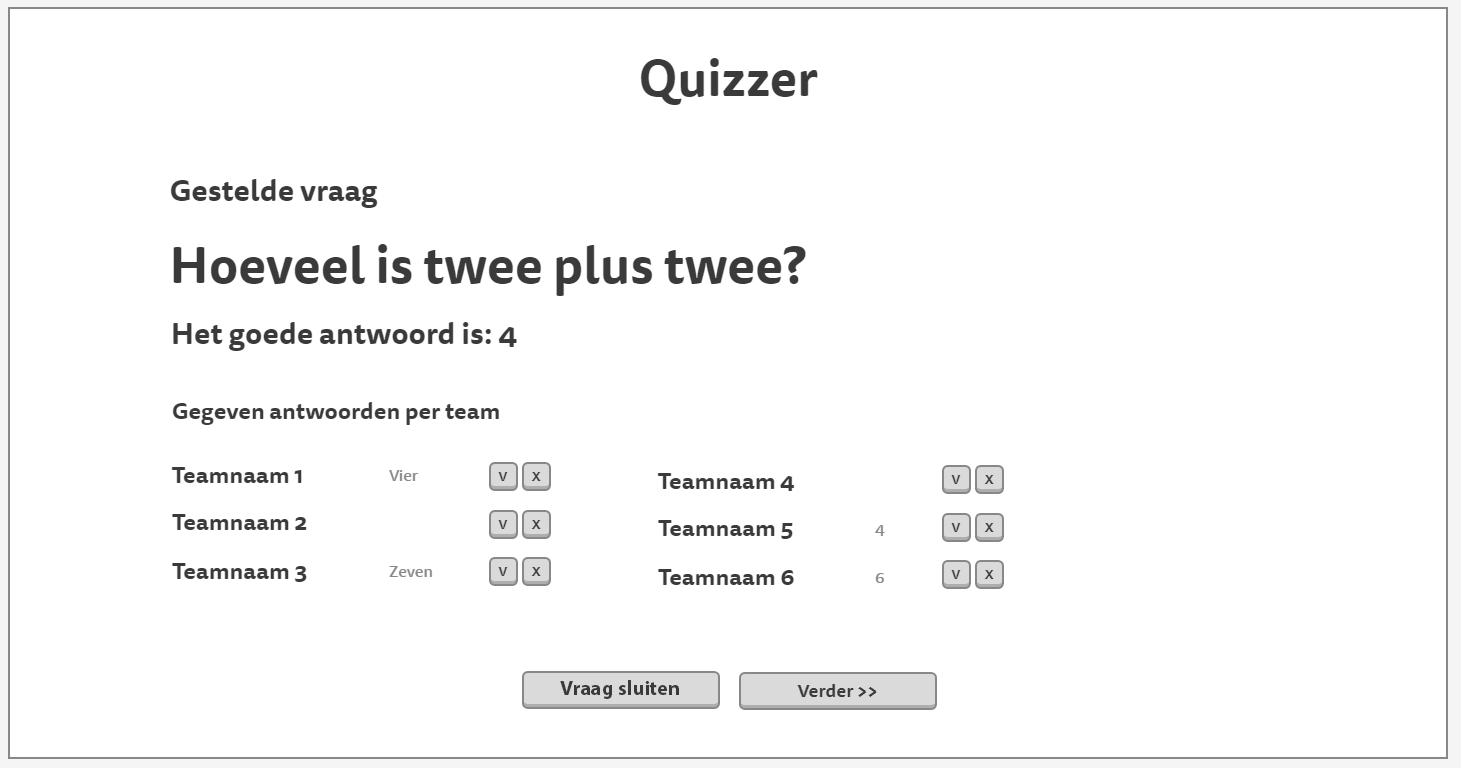 Quizzer
Gestelde vraag
Hoeveel is twee plus twee?
Het goede antwoord is: 4
Gegeven antwoorden per team
Teamnaam 1 Vier V X
Teamnaam 2 V X
Teamnaam 3 Zeven V X
Teamnaam 4 V X
Teamnaam 5 4 V X
Teamnaam 6 6 V X
Vraag sluiten
Verder >>